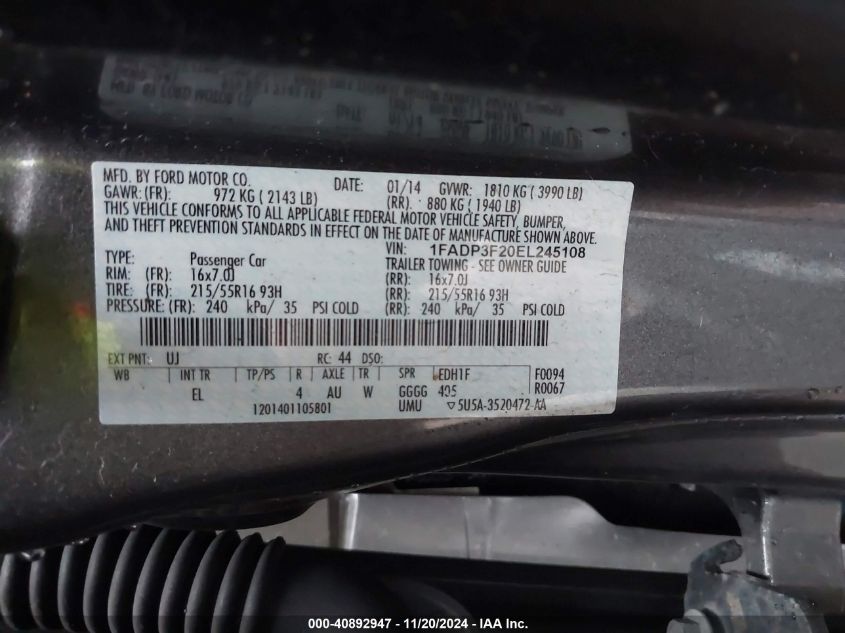 MFD. BY FORD MOTOR CO.
DATE: 01/14 GVWR: 1810 KG ( 3990 LB)
GAWR: (FR): 972 KG ( 2143 LB) (RR): 880 KG ( 1940 LB)
THIS VEHICLE CONFORMS TO ALL APPLICABLE FEDERAL MOTOR VEHICLE SAFETY, BUMPER,
AND THEFT PREVENTION STANDARDS IN EFFECT ON THE DATE OF MANUFACTURE SHOWN ABOVE.
VIN: 1FADP3F20EL245108
TYPE: Passenger Car TRAILER TOWING - SEE OWNER GUIDE
RIM: (FR): 16x7.0J (RR): 16x7.0J
TIRE: (FR): 215/55R16 93H (RR): 215/55R16 93H
PRESSURE: (FR): 240 kPa/ 35 PSI COLD (RR): 240 kPa/ 35 PSI COLD
EXT PNT: UJ RC: 44 DSO:
WB INT TR TP/PS R AXLE TR SPR EDH1F F0094
EL 4 AU W GGGG 405 R0067
1201401105801 UMU ▽5U5A-3520472-AA
000-40892947 - 11/20/2024 - IAA Inc.